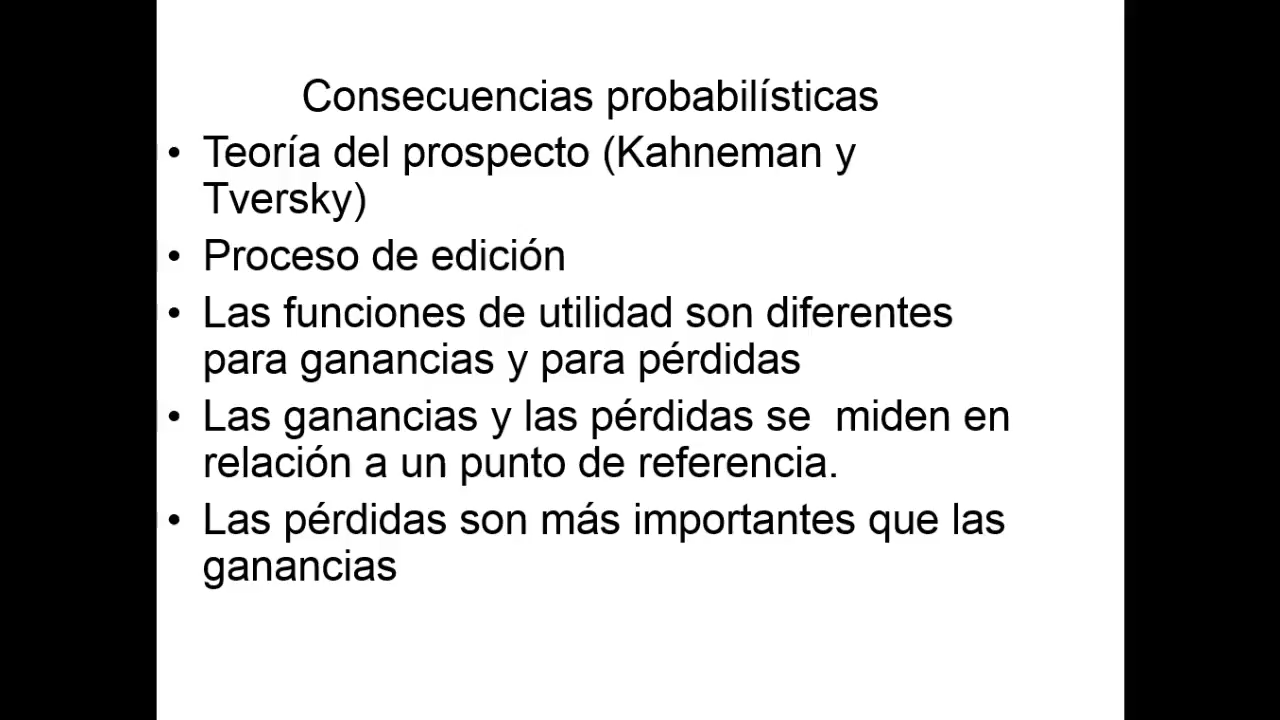 Consecuencias probabilísticas
• Teoría del prospecto (Kahneman y
Tversky)
• Proceso de edición
• Las funciones de utilidad son diferentes
para ganancias y para pérdidas
• Las ganancias y las pérdidas se  miden en
relación a un punto de referencia.
• Las pérdidas son más importantes que las
ganancias